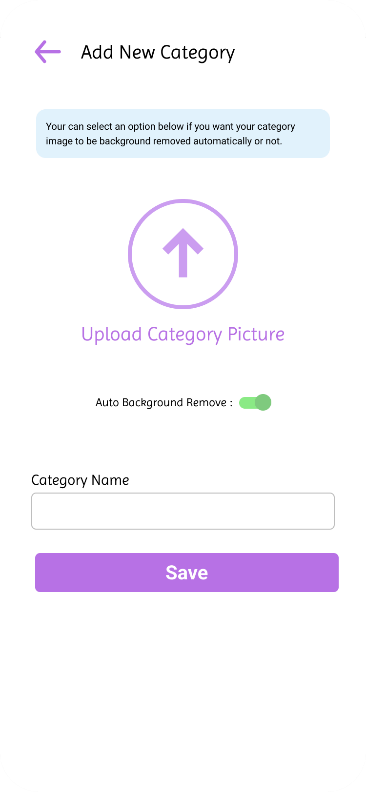 Add New Category
Your can select an option below if you want your category
image to be background removed automatically or not.
Upload Category Picture
Auto Background Remove :
Category Name
Save